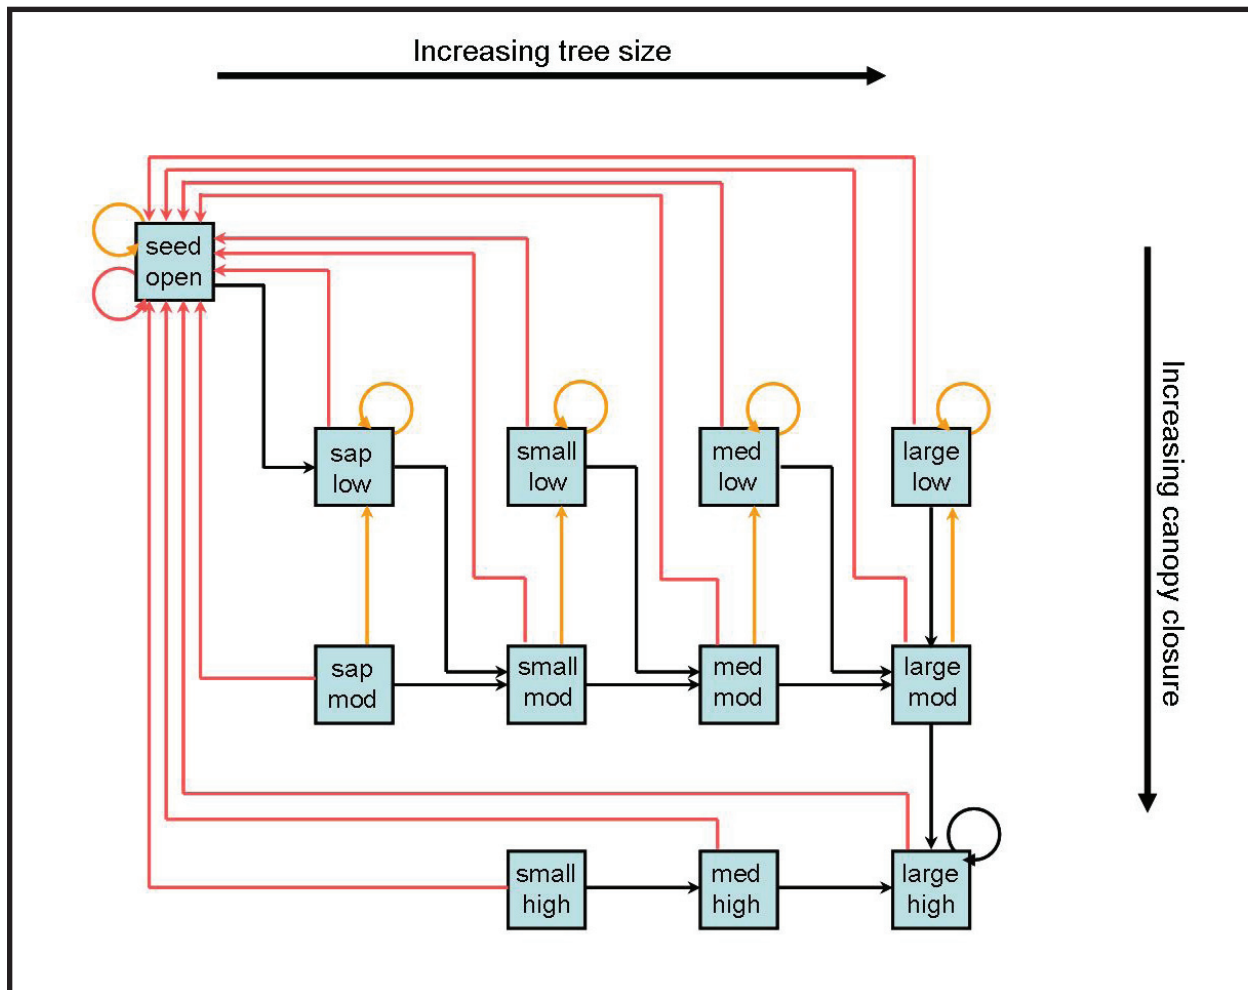 Increasing tree size
seed
open
sap
low
small
low
med
low
large
low
Increasing canopy closure
sap
mod
small
mod
med
mod
large
mod
small
high
med
high
large
high